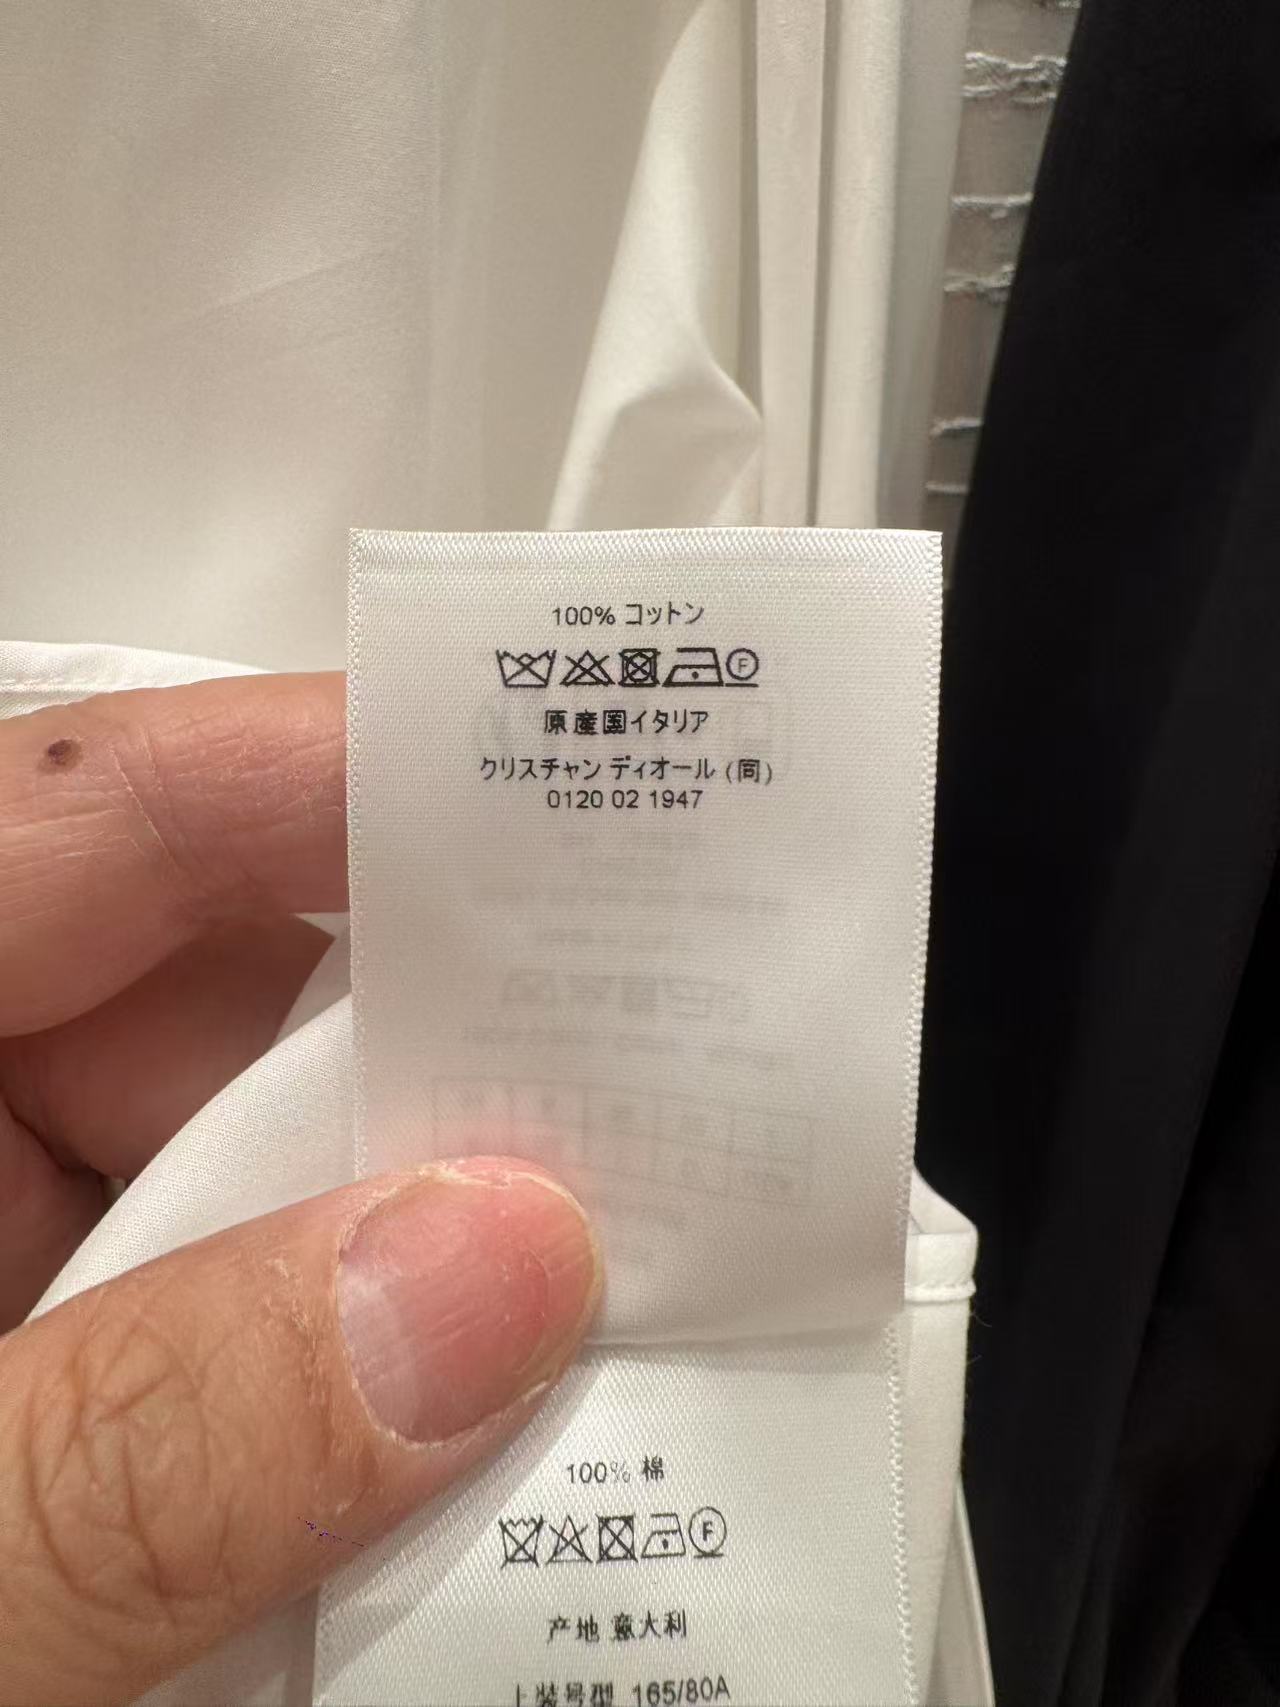 100% コットン
F
原産国イタリア
クリスチャン ディオール (同)
0120 02 1947
100% 棉
F
产地 意大利
上装号型 165/80A